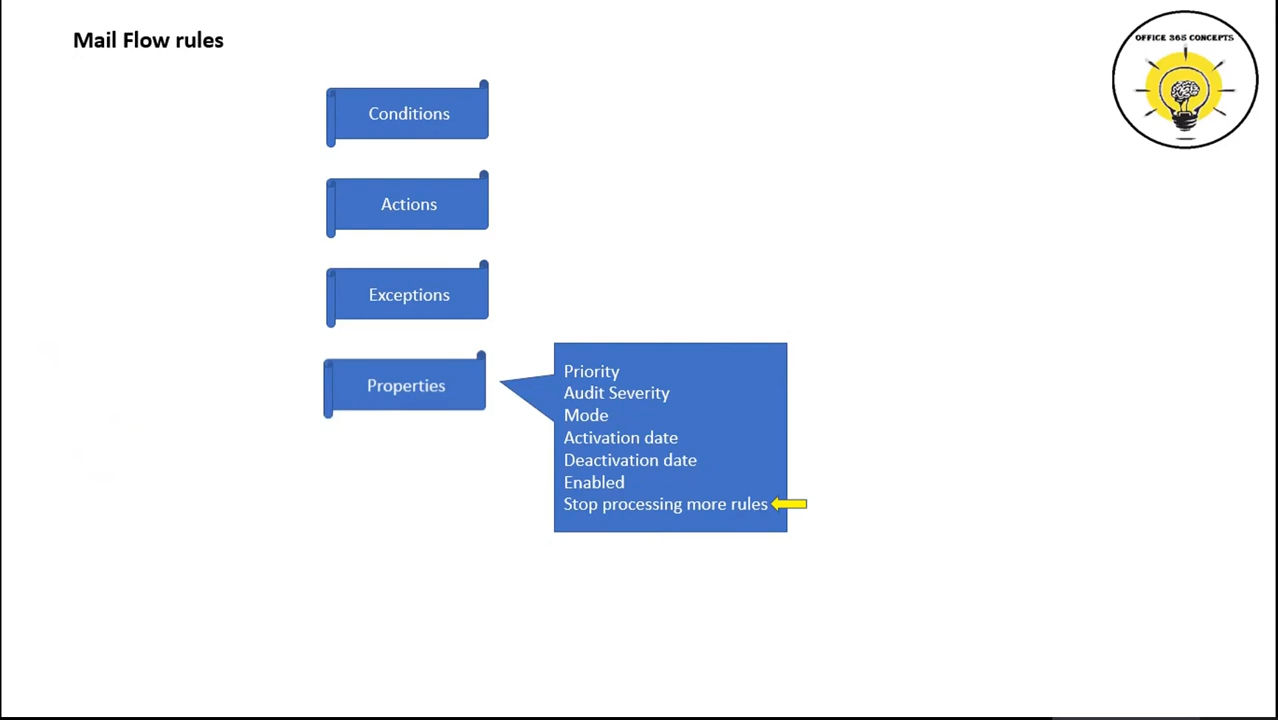 Mail Flow rules
OFFICE 365 CONCEPTS
Conditions
Actions
Exceptions
Properties
Priority
Audit Severity
Mode
Activation date
Deactivation date
Enabled
Stop processing more rules